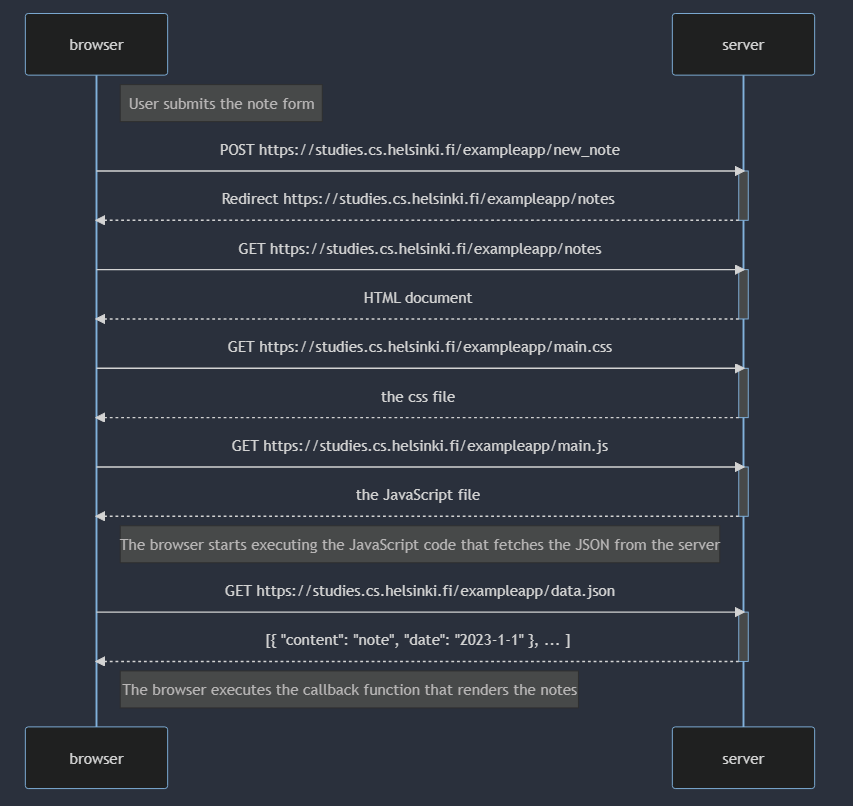 browser
server
User submits the note form
POST https://studies.cs.helsinki.fi/exampleapp/new_note
Redirect https://studies.cs.helsinki.fi/exampleapp/notes
GET https://studies.cs.helsinki.fi/exampleapp/notes
HTML document
GET https://studies.cs.helsinki.fi/exampleapp/main.css
the css file
GET https://studies.cs.helsinki.fi/exampleapp/main.js
the JavaScript file
The browser starts executing the JavaScript code that fetches the JSON from the server
GET https://studies.cs.helsinki.fi/exampleapp/data.json
[{ "content": "note", "date": "2023-1-1" }, ... ]
The browser executes the callback function that renders the notes
browser
server